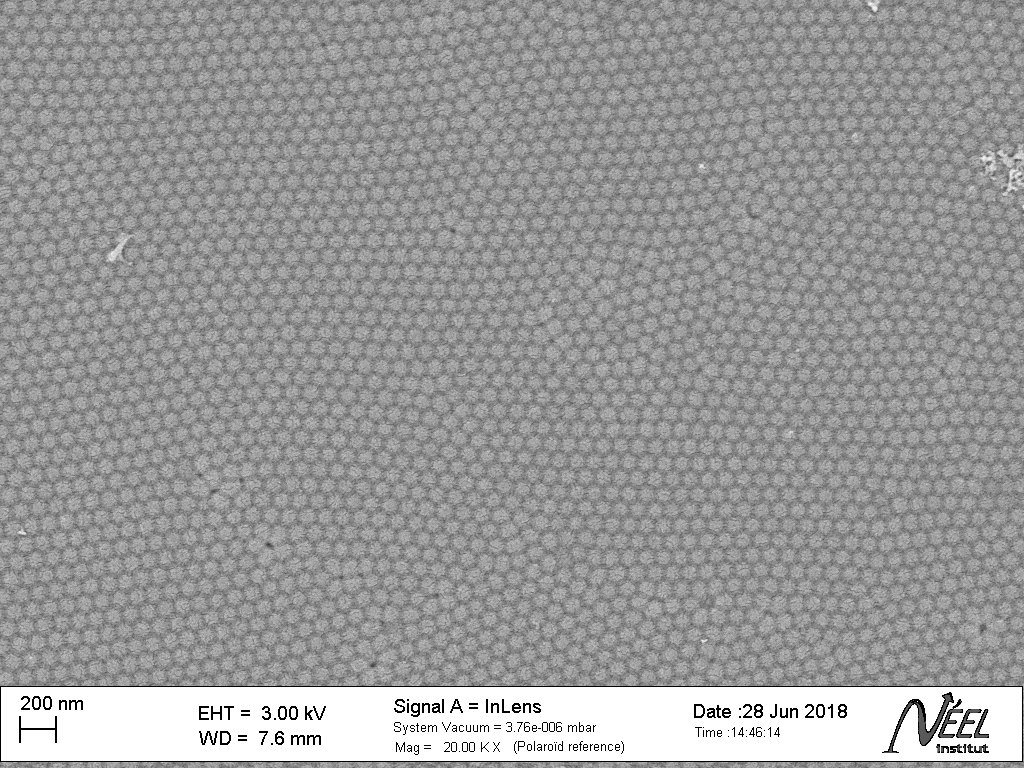 200 nm
EHT = 3.00 kV
WD = 7.6 mm
Signal A = InLens
System Vacuum = 3.76e-006 mbar
Mag = 20.00 K X (Polaroïd reference)
Date :28 Jun 2018
Time :14:46:14
NÉEL
institut